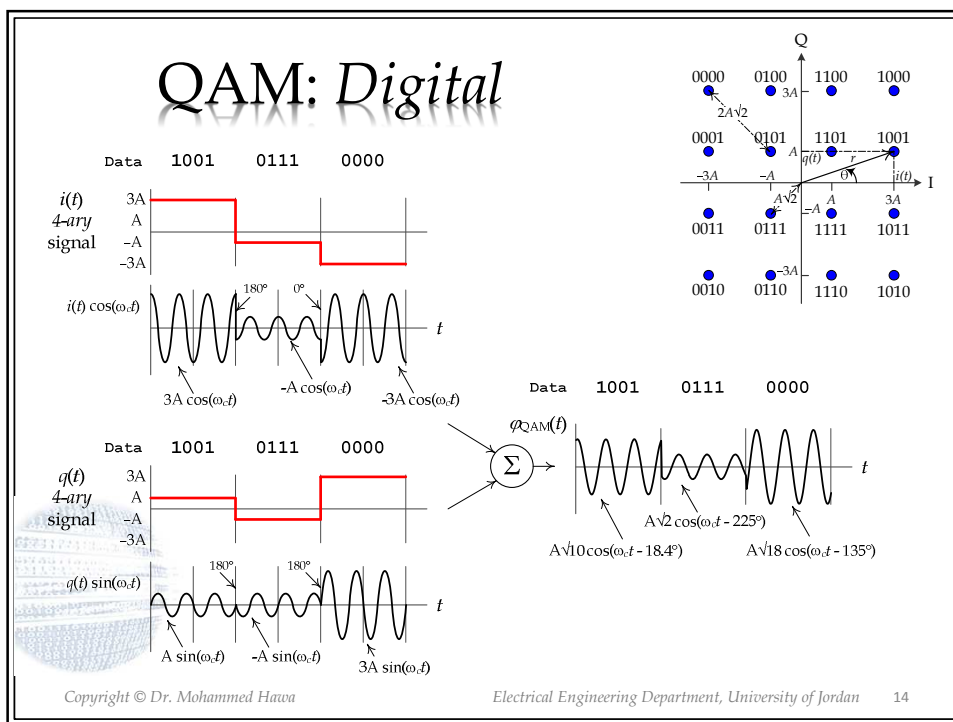 QAM: Digital
Q
0000 0100 1100 1000
3A
2A√2
0001 0101 1101 1001
A q(t) r
θ i(t)
I
−3A −A A 3A
A√2
−A
0011 0111 1111 1011
−3A
0010 0110 1110 1010
Data 1001 0111 0000
i(t)
4-ary
signal
3A
A
−A
−3A
180° 0°
i(t) cos(ωct)
t
3A cos(ωct)
-A cos(ωct)
-3A cos(ωct)
Data 1001 0111 0000
q(t)
4-ary
signal
3A
A
−A
−3A
180° 180°
q(t) sin(ωct)
t
A sin(ωct)
-A sin(ωct)
3A sin(ωct)
Σ
Data 1001 0111 0000
φQAM(t)
t
A√2 cos(ωct - 225°)
A√10 cos(ωct - 18.4°)
A√18 cos(ωct - 135°)
Copyright © Dr. Mohammed Hawa
Electrical Engineering Department, University of Jordan 14